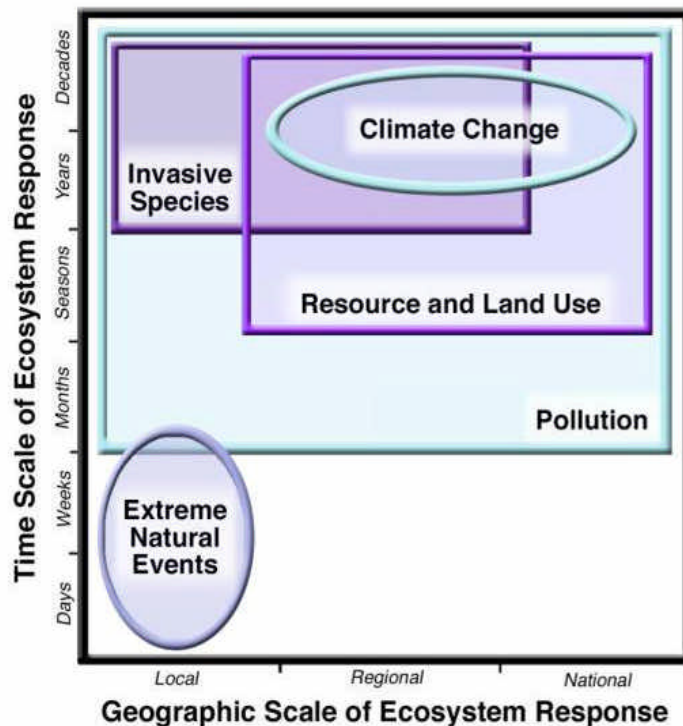 Time Scale of Ecosystem Response
Decades
Years
Seasons
Months
Weeks
Days
Climate Change
Invasive
Species
Resource and Land Use
Pollution
Extreme
Natural
Events
Local
Regional
National
Geographic Scale of Ecosystem Response